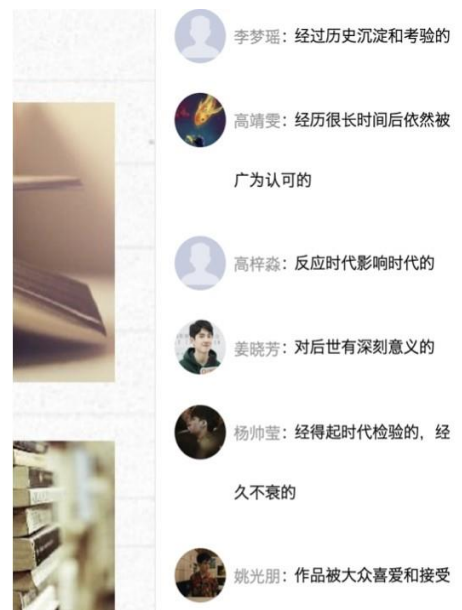 李梦瑶：经过历史沉淀和考验的
高靖雯：经历很长时间后依然被
广为认可的
高梓淼：反应时代影响时代的
姜晓芳：对后世有深刻意义的
杨帅莹：经得起时代检验的，经
久不衰的
姚光朋：作品被大众喜爱和接受